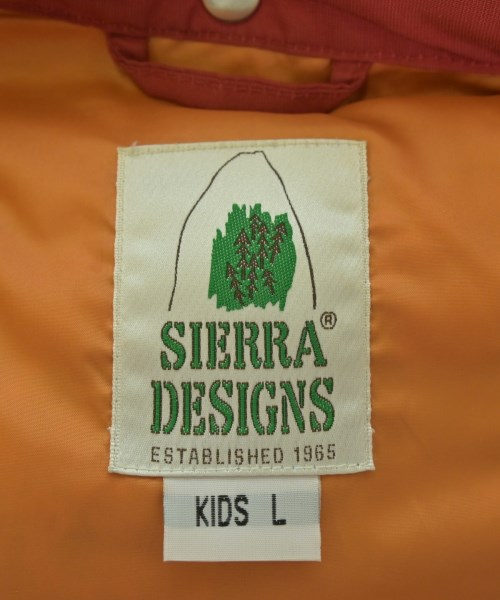 SIERRA®
DESIGNS
ESTABLISHED 1965
KIDS L